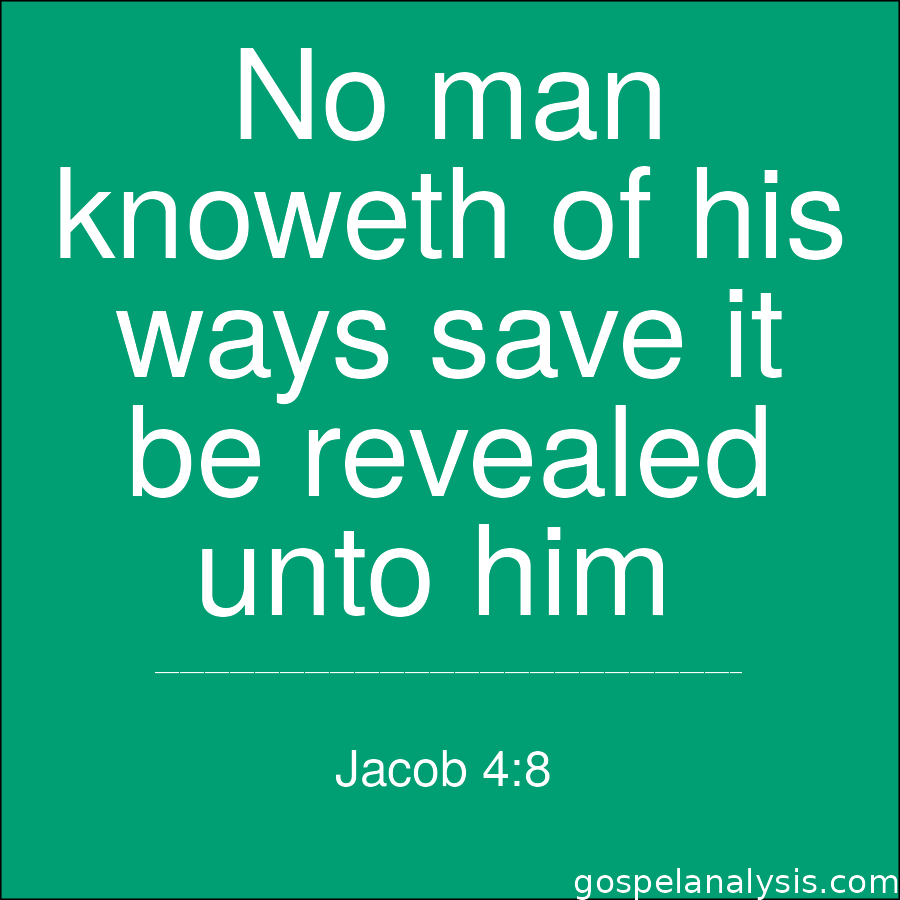 No man
knoweth of his
ways save it
be revealed
unto him
Jacob 4:8
gospelanalysis.com